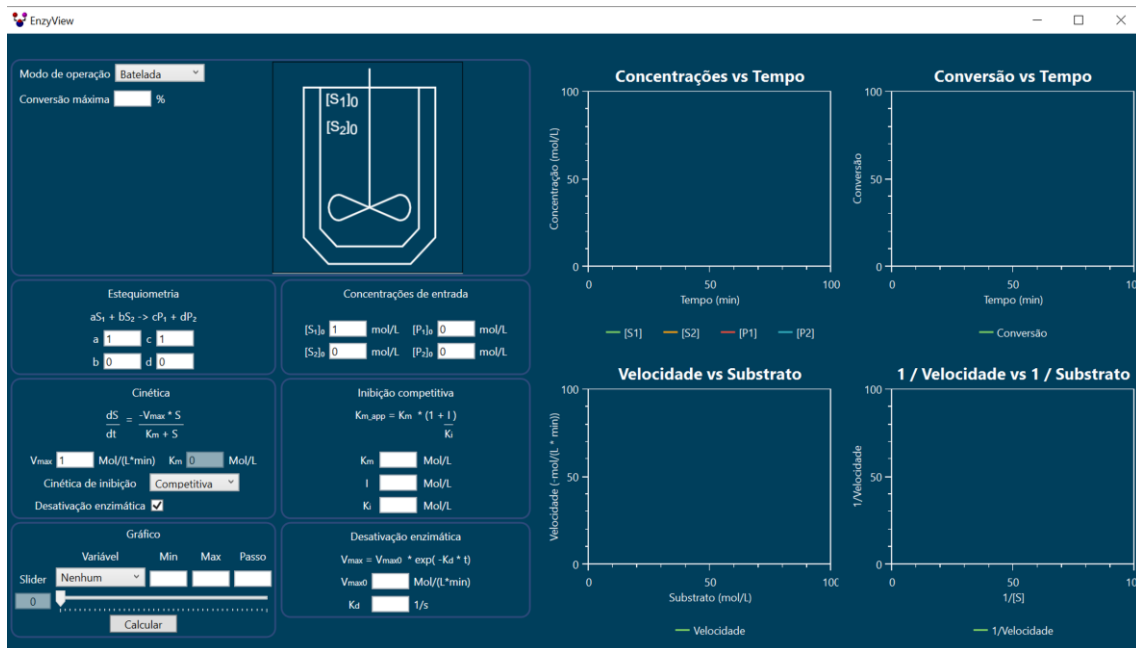 EnzyView
Modo de operação Batelada
Conversão máxima %
[S1]0
[S2]0
Estequiometria
aS₁ + bS₂ -> cP₁ + dP₂
a 1 c 1
b 0 d 0
Concentrações de entrada
[S₁]₀ 1 mol/L [P₁]₀ 0 mol/L
[S₂]₀ 0 mol/L [P₂]₀ 0 mol/L
Cinética
dS = -Vmax * S
dt Km + S
Vmax 1 Mol/(L*min) Km 0 Mol/L
Cinética de inibição Competitiva
Desativação enzimática
Inibição competitiva
Km_app = Km * (1 + I )
Ki
Km Mol/L
I Mol/L
Ki Mol/L
Gráfico
Variável Min Max Passo
Slider Nenhum
0
Calcular
Desativação enzimática
Vmax = Vmax0 * exp( -Kd * t)
Vmax0 Mol/(L*min)
Kd 1/s
Concentrações vs Tempo
Concentração (mol/L)
100
50
0
0 50 100
Tempo (min)
[S1] [S2] [P1] [P2]
Conversão vs Tempo
Conversão
100
50
0
0 50 100
Tempo (min)
Conversão
Velocidade vs Substrato
Velocidade (-mol/(L * min))
100
50
0
0 50 100
Substrato (mol/L)
Velocidade
1 / Velocidade vs 1 / Substrato
1/Velocidade
100
50
0
0 50 100
1/[S]
1/Velocidade